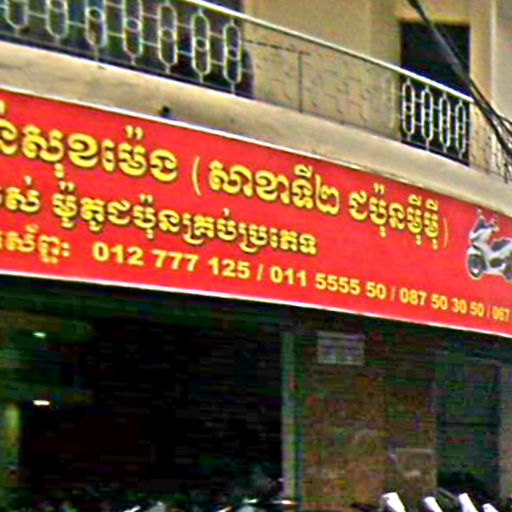 សុខម៉េង (សាខាទី២ ជប៉ុនម៉ីម៉ី)
ម៉ូតូជប៉ុនគ្រប់ប្រភេទ
012 777 125 / 011 5555 50 / 087 50 30 50 / 067